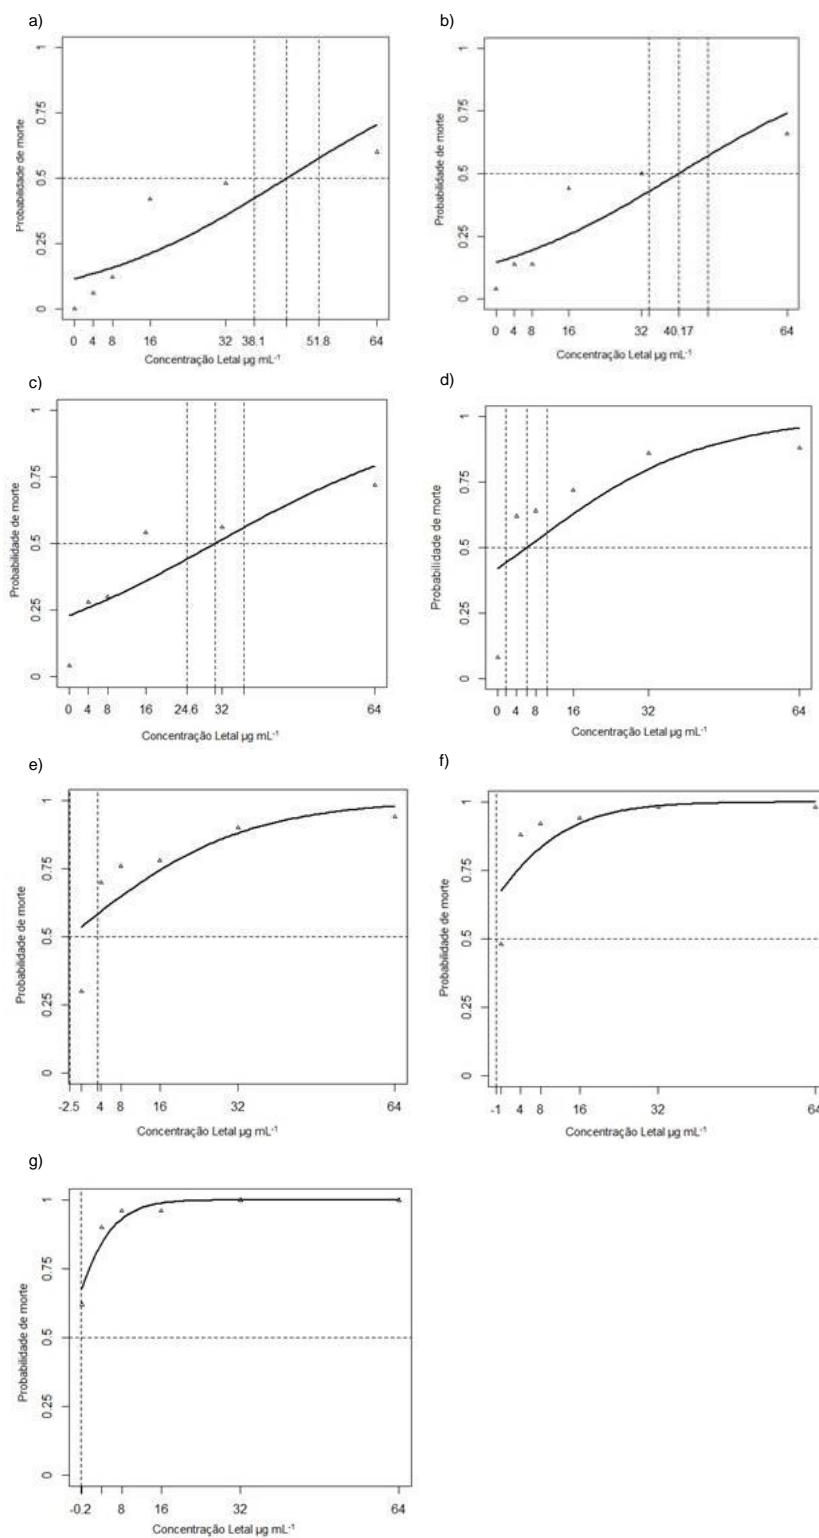 a)
Probabilidade de morte
1
0.75
0.5
0.25
0
0 4 8 16 32 38.1 51.8 64
Concentração Letal µg mL-1
b)
Probabilidade de morte
1
0.75
0.5
0.25
0
0 4 8 16 32 40.17 64
Concentração Letal µg mL-1
c)
Probabilidade de morte
1
0.75
0.5
0.25
0
0 4 8 16 24.6 32 64
Concentração Letal µg mL-1
d)
Probabilidade de morte
1
0.75
0.5
0.25
0
0 4 8 16 32 64
Concentração Letal µg mL-1
e)
Probabilidade de morte
1
0.75
0.5
0.25
0
-2.5 4 8 16 32 64
Concentração Letal µg mL-1
f)
Probabilidade de morte
1
0.75
0.5
0.25
0
-1 4 8 16 32 64
Concentração Letal µg mL-1
g)
Probabilidade de morte
1
0.75
0.5
0.25
0
-0.2 8 16 32 64
Concentração Letal µg mL-1